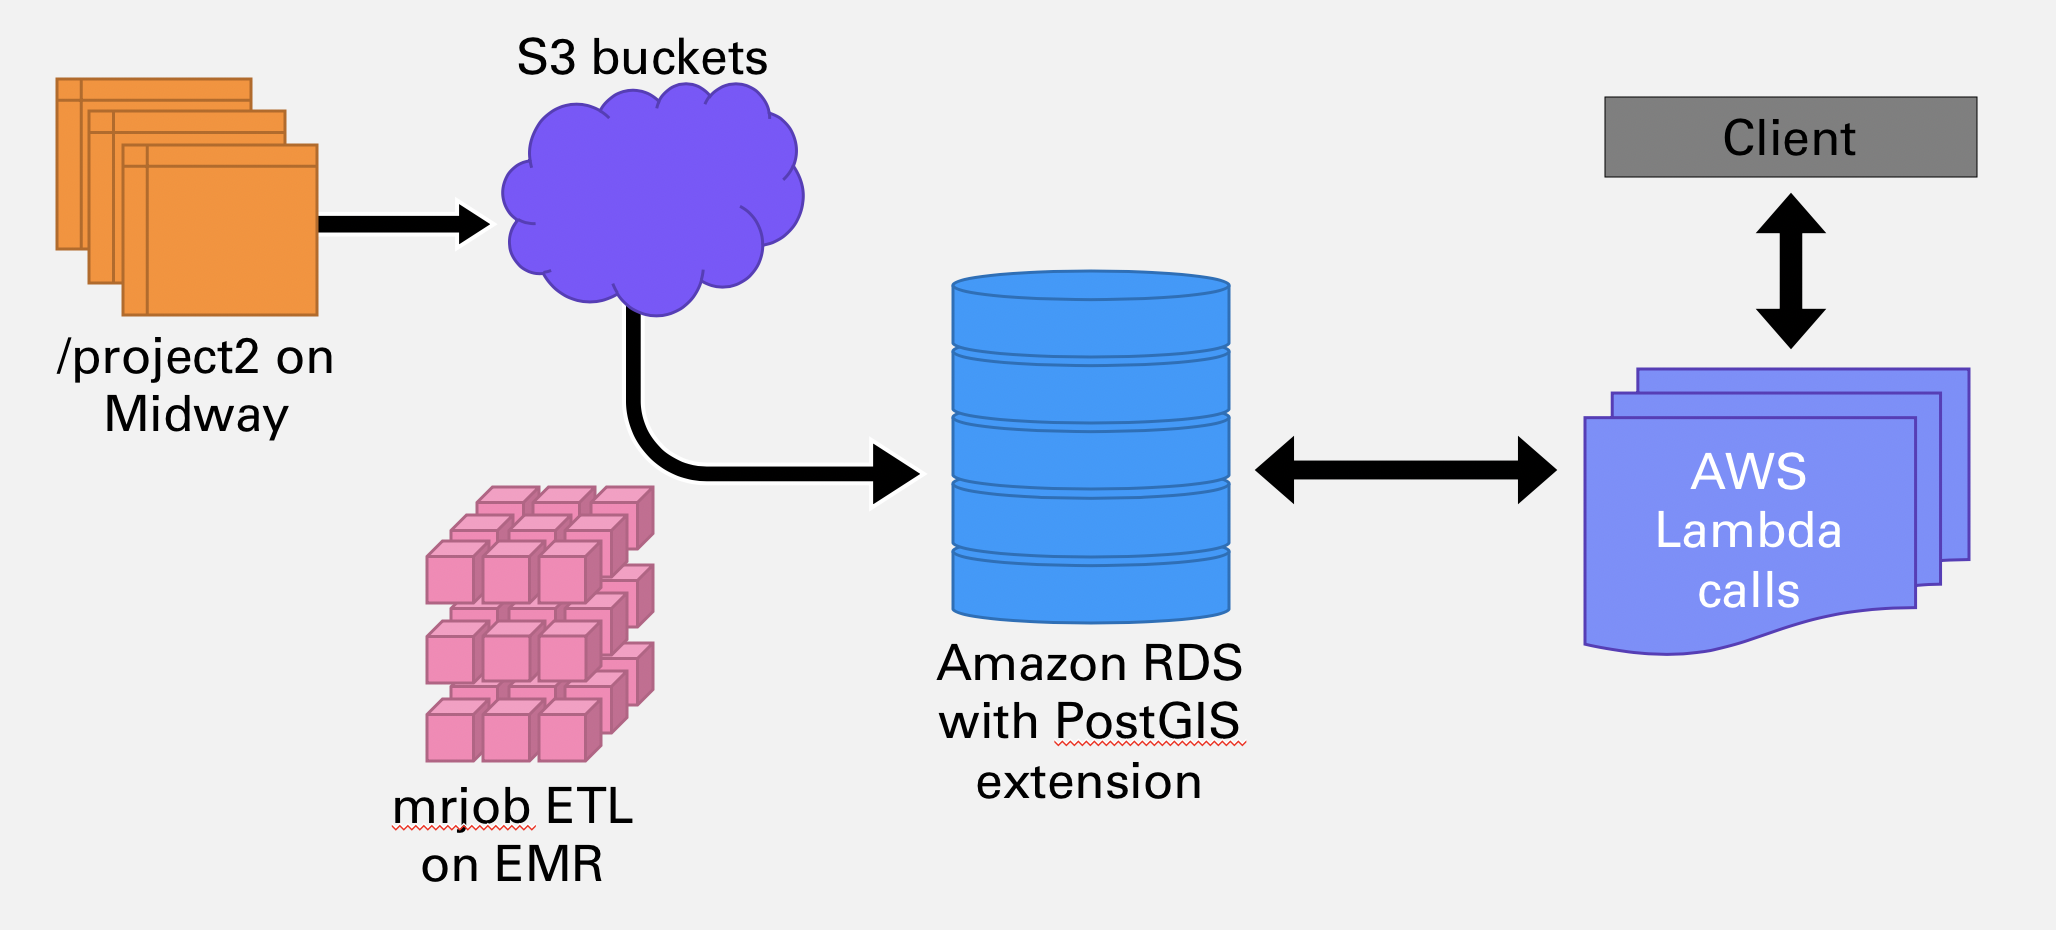 S3 buckets
/project2 on
Midway
mrjob ETL
on EMR
Amazon RDS
with PostGIS
extension
Client
AWS
Lambda
calls